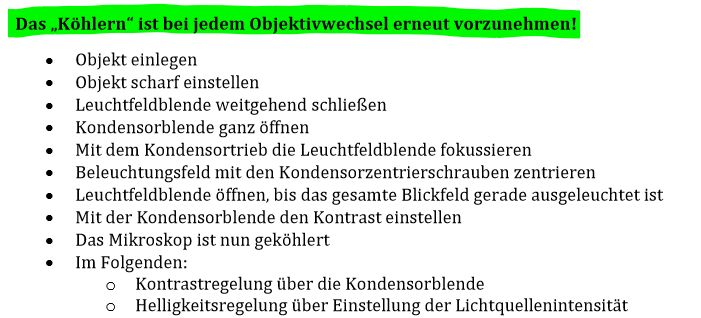 Das „Köhlern“ ist bei jedem Objektivwechsel erneut vorzunehmen!
• Objekt einlegen
• Objekt scharf einstellen
• Leuchtfeldblende weitgehend schließen
• Kondensorblende ganz öffnen
• Mit dem Kondensortrieb die Leuchtfeldblende fokussieren
• Beleuchtungsfeld mit den Kondensorzentrierschrauben zentrieren
• Leuchtfeldblende öffnen, bis das gesamte Blickfeld gerade ausgeleuchtet ist
• Mit der Kondensorblende den Kontrast einstellen
• Das Mikroskop ist nun geköhlert
• Im Folgenden:
o Kontrastregelung über die Kondensorblende
o Helligkeitsregelung über Einstellung der Lichtquellenintensität